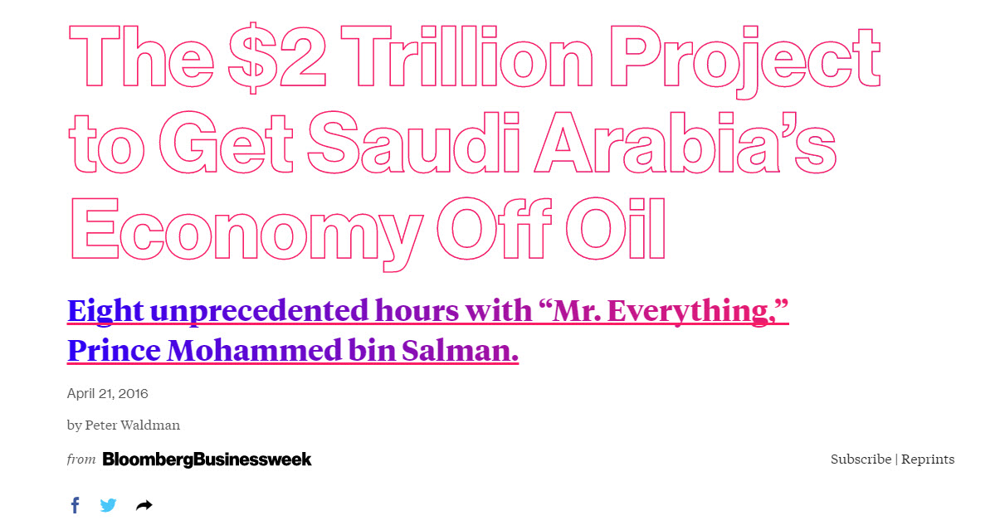 The $2 Trillion Project
to Get Saudi Arabia’s
Economy Off Oil
Eight unprecedented hours with “Mr. Everything,”
Prince Mohammed bin Salman.
April 21, 2016
by Peter Waldman
from BloombergBusinessweek
Subscribe | Reprints